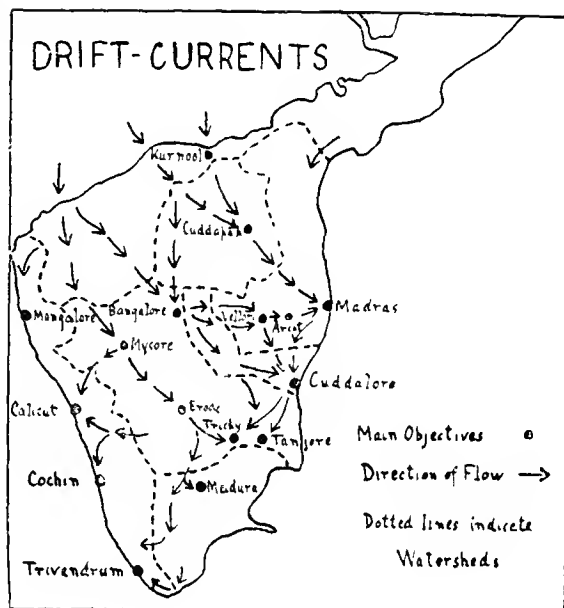 DRIFT-CURRENTS
Kurnool
Cuddapah
Mangalore
Bangalore
Vellore
Arcot
Madras
Mysore
Cuddalore
Calicut
Erode
Trichy
Tanjore
Main Objectives
Cochin
Madura
Direction of Flow
Dotted lines indicate
Watersheds
Trivandrum